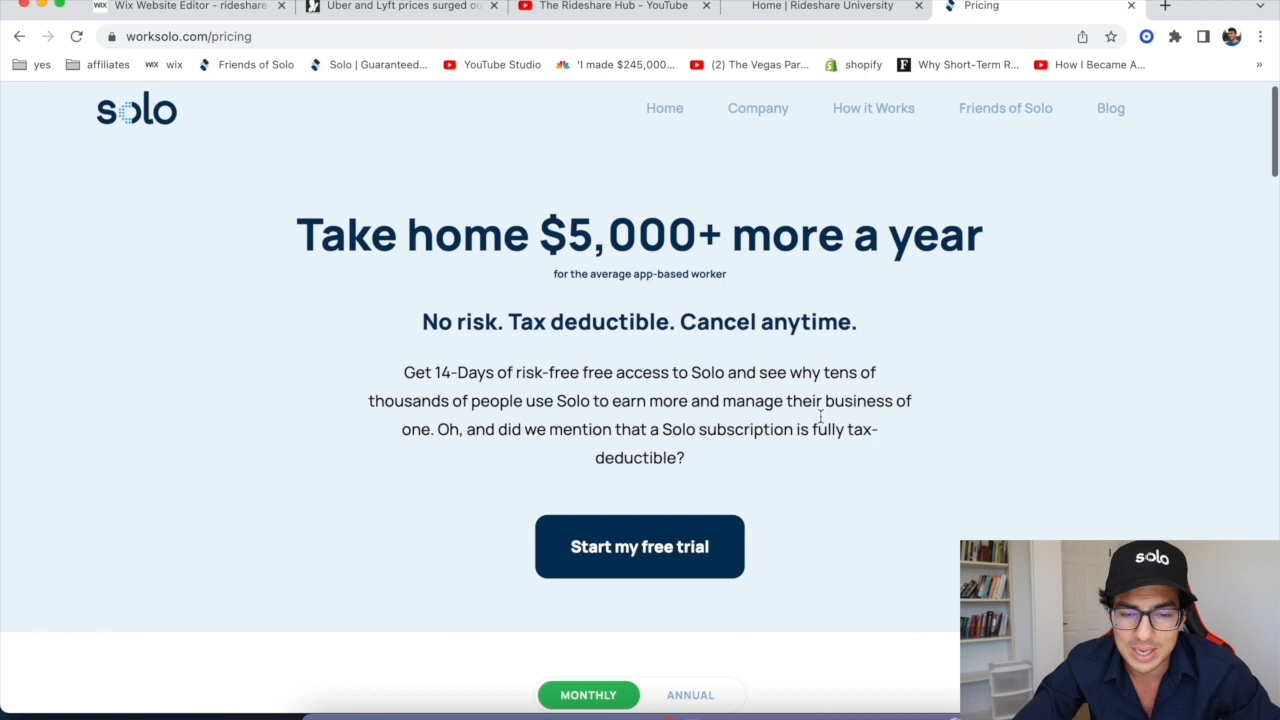 Wix Website Editor - rideshare-
Uber and Lyft prices surged ou
The Rideshare Hub - YouTube
Home | Rideshare University
Pricing
worksolo.com/pricing
yes
affiliates
WIX wix
Friends of Solo
Solo | Guaranteed...
YouTube Studio
'I made $245,000...
(2) The Vegas Par...
shopify
F Why Short-Term R...
How I Became A...
»
solo
Home
Company
How it Works
Friends of Solo
Blog
Take home $5,000+ more a year
for the average app-based worker
No risk. Tax deductible. Cancel anytime.
Get 14-Days of risk-free free access to Solo and see why tens of
thousands of people use Solo to earn more and manage their business of
one. Oh, and did we mention that a Solo subscription is fully tax-
deductible?
Start my free trial
solo
MONTHLY
ANNUAL